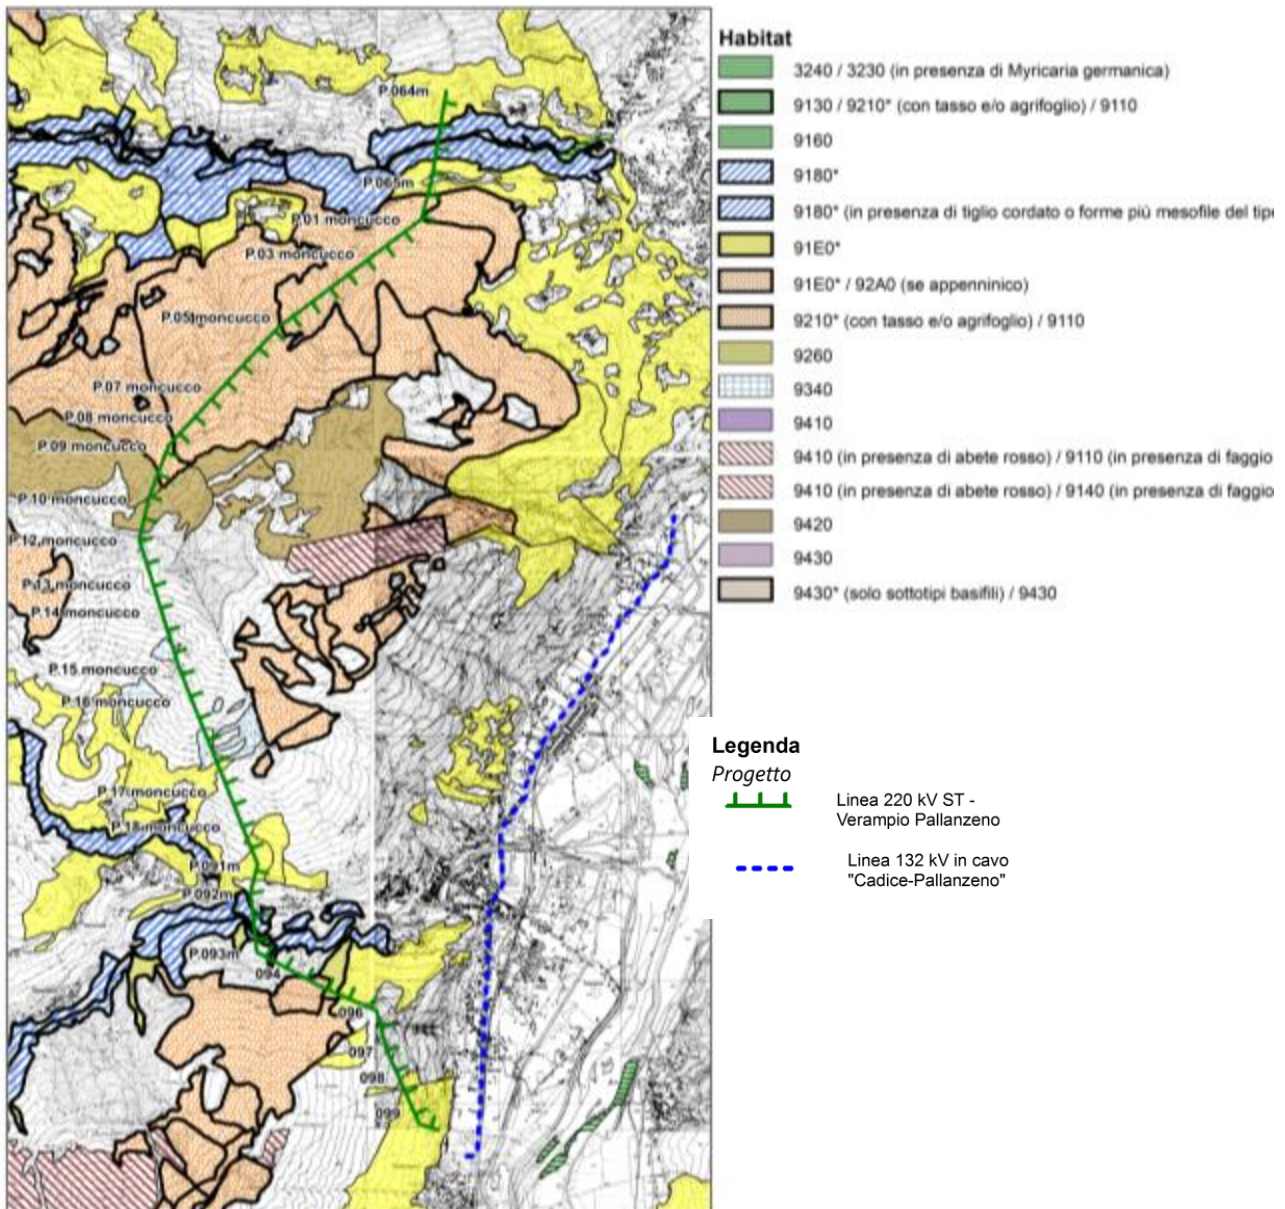 P.064m
P.065m
P.01 moncucco
P.03 moncucco
P.05 moncucco
P.07 moncucco
P.08 moncucco
P.09 moncucco
P.10 moncucco
P.12 moncucco
P.13 moncucco
P.14 moncucco
P.15 moncucco
P.16 moncucco
P.17 moncucco
P.18 moncucco
P.091m
P.092m
P.093m
094
096
097
098
099
Habitat
3240 / 3230 (in presenza di Myricaria germanica)
9130 / 9210* (con tasso e/o agrifoglio) / 9110
9160
9180*
9180* (in presenza di tiglio cordato o forme più mesofile del tipo
91E0*
91E0* / 92A0 (se appenninico)
9210* (con tasso e/o agrifoglio) / 9110
9260
9340
9410
9410 (in presenza di abete rosso) / 9110 (in presenza di faggio
9410 (in presenza di abete rosso) / 9140 (in presenza di faggio
9420
9430
9430* (solo sottotipi basifili) / 9430
Legenda
Progetto
Linea 220 kV ST -
Verampio Pallanzeno
Linea 132 kV in cavo
"Cadice-Pallanzeno"